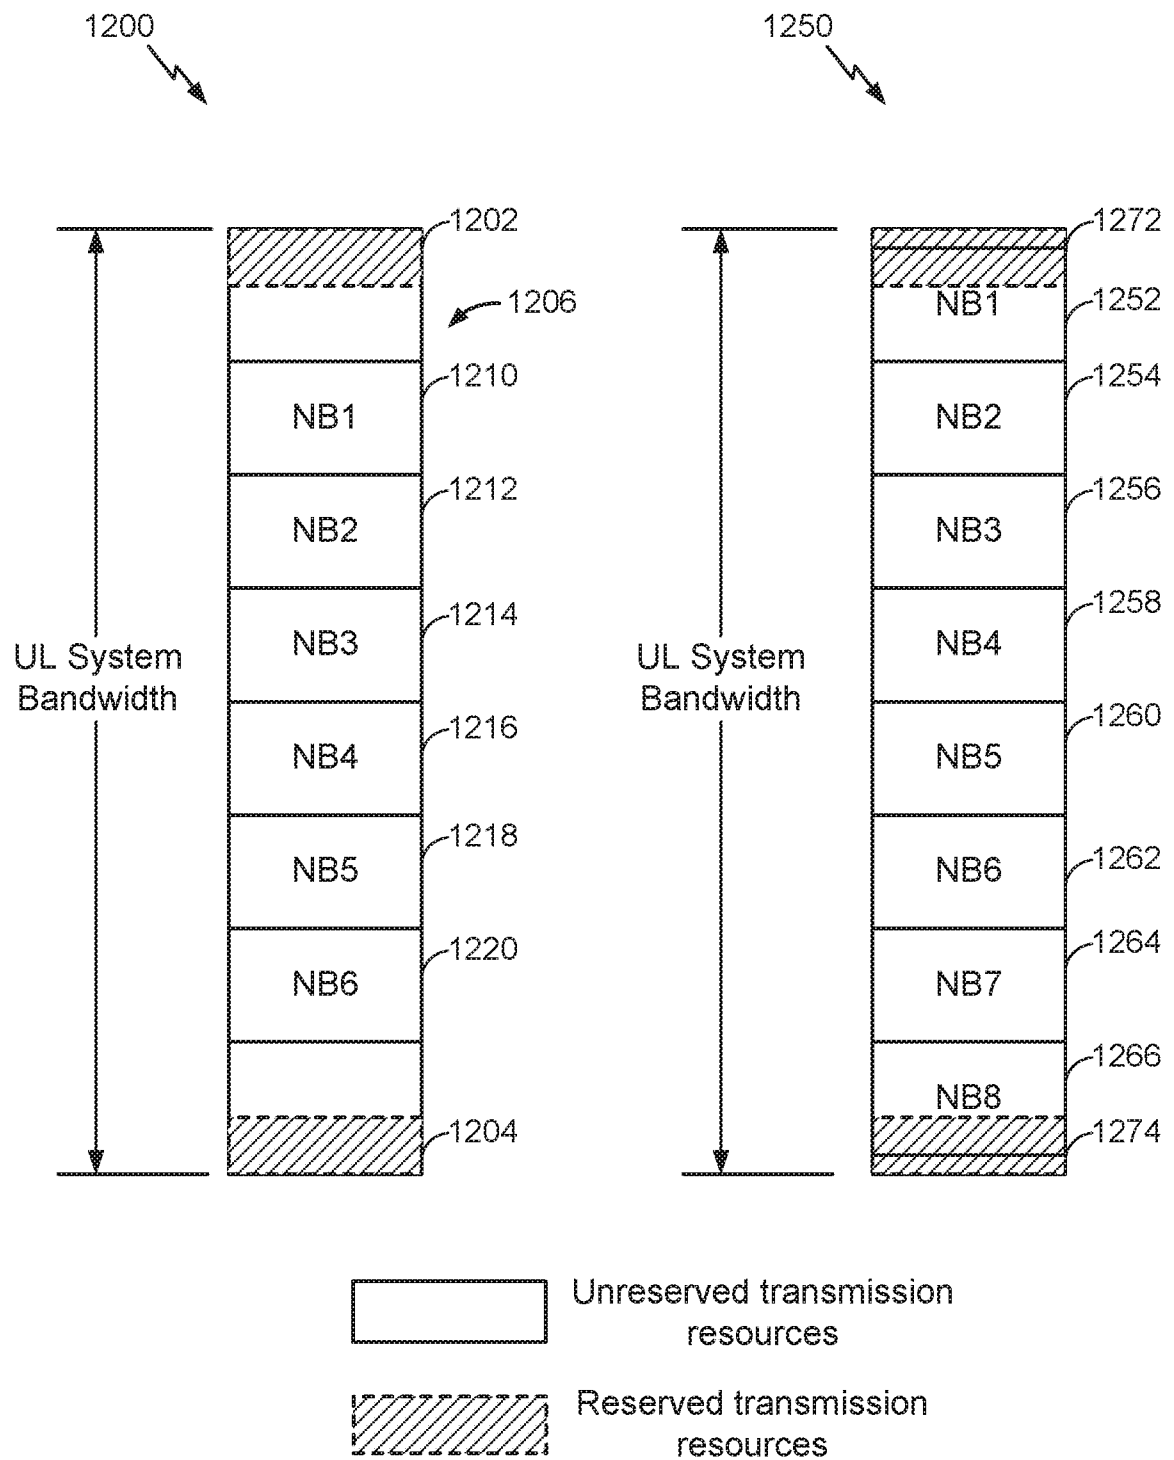 1200
1250
1202
1272
1206
NB1
1252
1210
1254
NB1
NB2
1212
1256
NB2
NB3
1214
1258
NB3
NB4
UL System
Bandwidth
UL System
Bandwidth
1216
1260
NB4
NB5
1218
1262
NB5
NB6
1220
1264
NB6
NB7
1266
NB8
1204
1274
Unreserved transmission
resources
Reserved transmission
resources